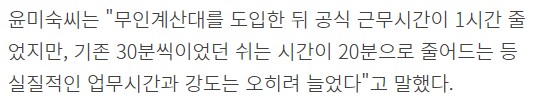 윤미숙씨는 "무인계산대를 도입한 뒤 공식 근무시간이 1시간 줄
었지만, 기존 30분씩이었던 쉬는 시간이 20분으로 줄어드는 등
실질적인 업무시간과 강도는 오히려 늘었다"고 말했다.